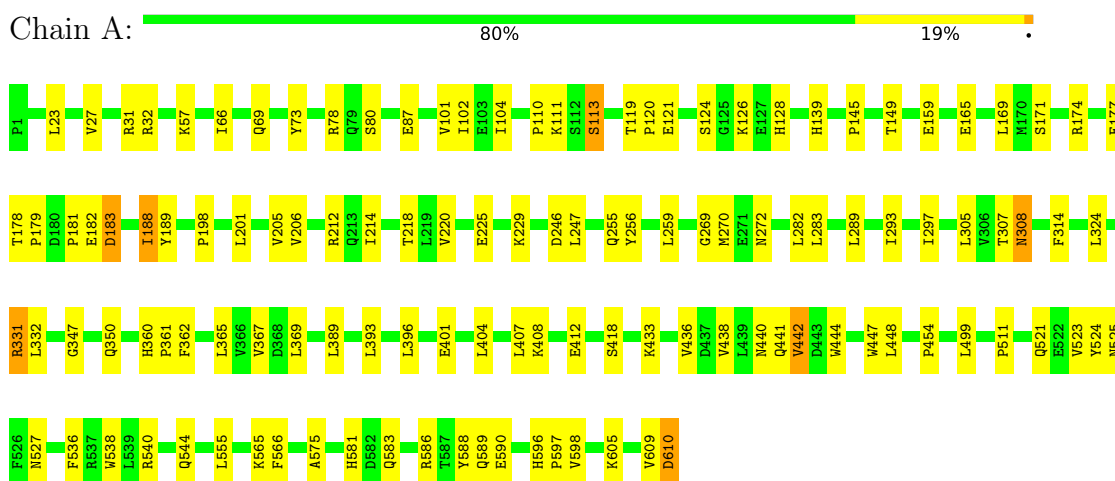 Chain A:
80% 19% •
P1 L23 V27 R31 R32 K57 I66 Q69 Y73 R78 Q79 S80 E87 V101 I102 E103 I104 P110 K111 S112 S113 T119 P120 E121 S124 G125 K126 E127 H128 H139 P145 T149 E159 E165 L169 M170 S171 R174
T178 P179 D180 P181 E182 D183 I188 Y189 P198 L201 V205 V206 R212 Q213 I214 T218 L219 V220 E225 K229 D246 L247 Q255 Y256 L259 G269 M270 E271 N272 L282 L283 L289 I293 I297 L305 V306 T307 N308 F314 L324
R331 L332 G347 Q350 H360 P361 F362 L365 V366 V367 D368 L369 L389 L393 L396 E401 L404 L407 K408 E412 S418 K433 V436 D437 V438 L439 N440 Q441 V442 D443 W444 W447 L448 P454 L499 P511 Q521 E522 V523 Y524 N525
F526 N527 F536 R537 W538 L539 R540 Q544 L555 K565 F566 A575 H581 D582 Q583 R586 T587 Y588 Q589 E590 H596 P597 V598 K605 V609 D610